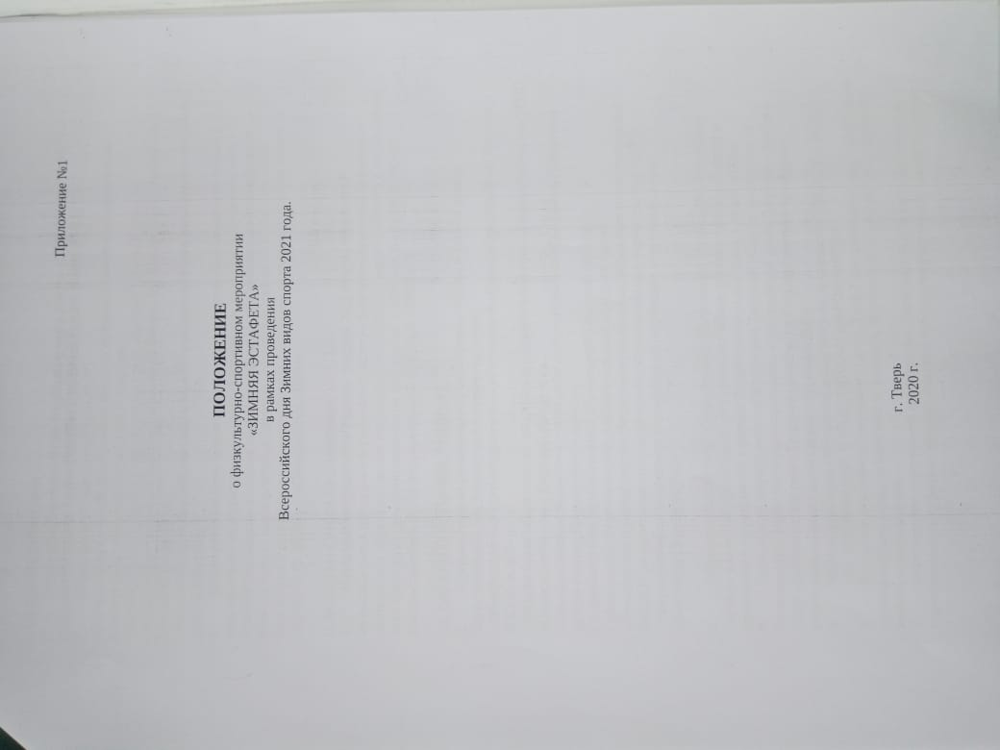 Приложение №1
ПОЛОЖЕНИЕ
о физкультурно-спортивном мероприятии
«ЗИМНЯЯ ЭСТАФЕТА»
в рамках проведения
Всероссийского дня Зимних видов спорта 2021 года.
г. Тверь
2020 г.